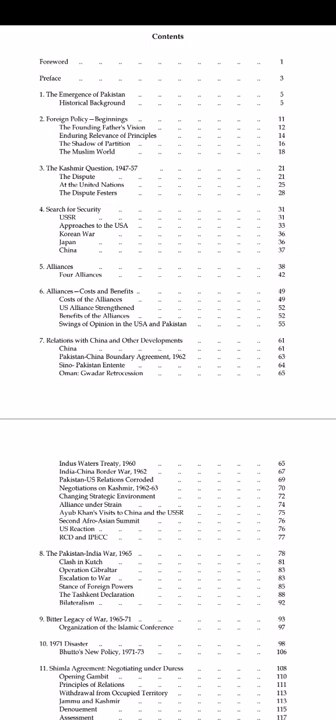 Contents
Foreword .. .. .. .. .. .. .. .. .. 1
Preface .. .. .. .. .. .. .. .. .. 3
1. The Emergence of Pakistan .. .. .. .. .. 5
Historical Background .. .. .. .. .. 5
2. Foreign Policy—Beginnings .. .. .. .. .. .. 11
The Founding Father's Vision .. .. .. .. .. .. 12
Enduring Relevance of Principles .. .. .. .. .. 14
The Shadow of Partition .. .. .. .. .. .. 16
The Muslim World .. .. .. .. .. .. 18
3. The Kashmir Question, 1947-57 .. .. .. .. .. .. 21
The Dispute .. .. .. .. .. .. .. 21
At the United Nations .. .. .. .. .. .. 25
The Dispute Festers .. .. .. .. .. .. 28
4. Search for Security .. .. .. .. .. .. .. 31
USSR .. .. .. .. .. .. .. 31
Approaches to the USA .. .. .. .. .. .. 33
Korean War .. .. .. .. .. .. .. 36
Japan .. .. .. .. .. .. .. 36
China .. .. .. .. .. .. .. 37
5. Alliances .. .. .. .. .. .. .. .. 38
Four Alliances .. .. .. .. .. .. .. 42
6. Alliances—Costs and Benefits .. .. .. .. .. .. .. 49
Costs of the Alliances .. .. .. .. .. .. 49
US Alliance Strengthened .. .. .. .. .. .. 52
Benefits of the Alliances .. .. .. .. .. .. 52
Swings of Opinion in the USA and Pakistan .. .. .. .. 55
7. Relations with China and Other Developments .. .. .. .. 61
China .. .. .. .. .. .. .. 61
Pakistan-China Boundary Agreement, 1962 .. .. .. .. 63
Sino- Pakistan Entente .. .. .. .. .. .. 64
Oman: Gwadar Retrocession .. .. .. .. .. 65
Indus Waters Treaty, 1960 .. .. .. .. .. .. 65
India-China Border War, 1962 .. .. .. .. .. .. 67
Pakistan-US Relations Corroded .. .. .. .. .. 69
Negotiations on Kashmir, 1962-63 .. .. .. .. .. 70
Changing Strategic Environment .. .. .. .. .. 72
Alliance under Strain .. .. .. .. .. .. 74
Ayub Khan's Visits to China and the USSR .. .. .. .. 75
Second Afro-Asian Summit .. .. .. .. .. .. 76
US Reaction .. .. .. .. .. .. .. 76
RCD and IPECC .. .. .. .. .. .. 77
8. The Pakistan-India War, 1965 .. .. .. .. .. .. .. 78
Clash in Kutch .. .. .. .. .. .. .. 81
Operation Gibraltar .. .. .. .. .. .. 83
Escalation to War .. .. .. .. .. .. .. 83
Stance of Foreign Powers .. .. .. .. .. .. 85
The Tashkent Declaration .. .. .. .. .. .. 88
Bilateralism .. .. .. .. .. .. .. .. 92
9. Bitter Legacy of War, 1965-71 .. .. .. .. .. .. .. 93
Organization of the Islamic Conference .. .. .. .. .. 97
10. 1971 Disaster .. .. .. .. .. .. .. .. 98
Bhutto's New Policy, 1971-73 .. .. .. .. .. .. 106
11. Shimla Agreement: Negotiating under Duress .. .. .. .. 108
Opening Gambit .. .. .. .. .. .. 110
Principles of Relations .. .. .. .. .. .. 111
Withdrawal from Occupied Territory .. .. .. .. .. 113
Jammu and Kashmir .. .. .. .. .. .. 113
Denouement .. .. .. .. .. .. .. 115
Assessment .. .. .. .. .. .. .. 117